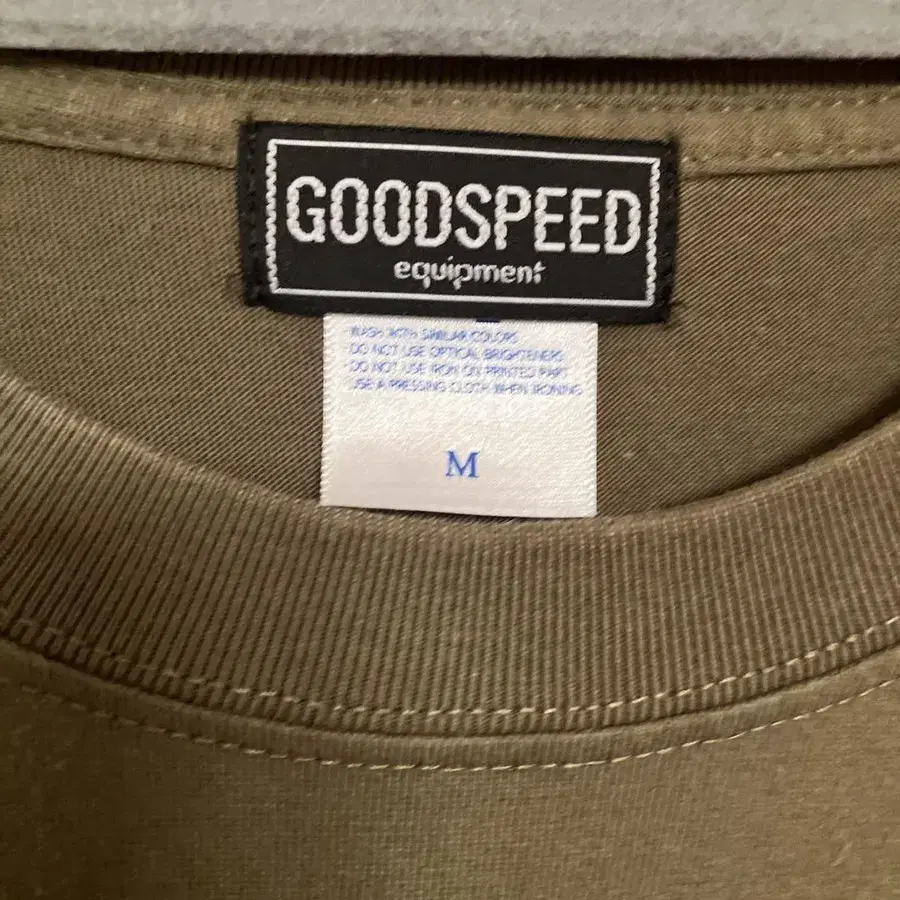 GOODSPEED
equipment
WASH WITH SIMILAR COLORS
DO NOT USE OPTICAL BRIGHTENERS
DO NOT USE IRON ON PRINTED PART
USE A PRESSING CLOTH WHEN IRONING
M